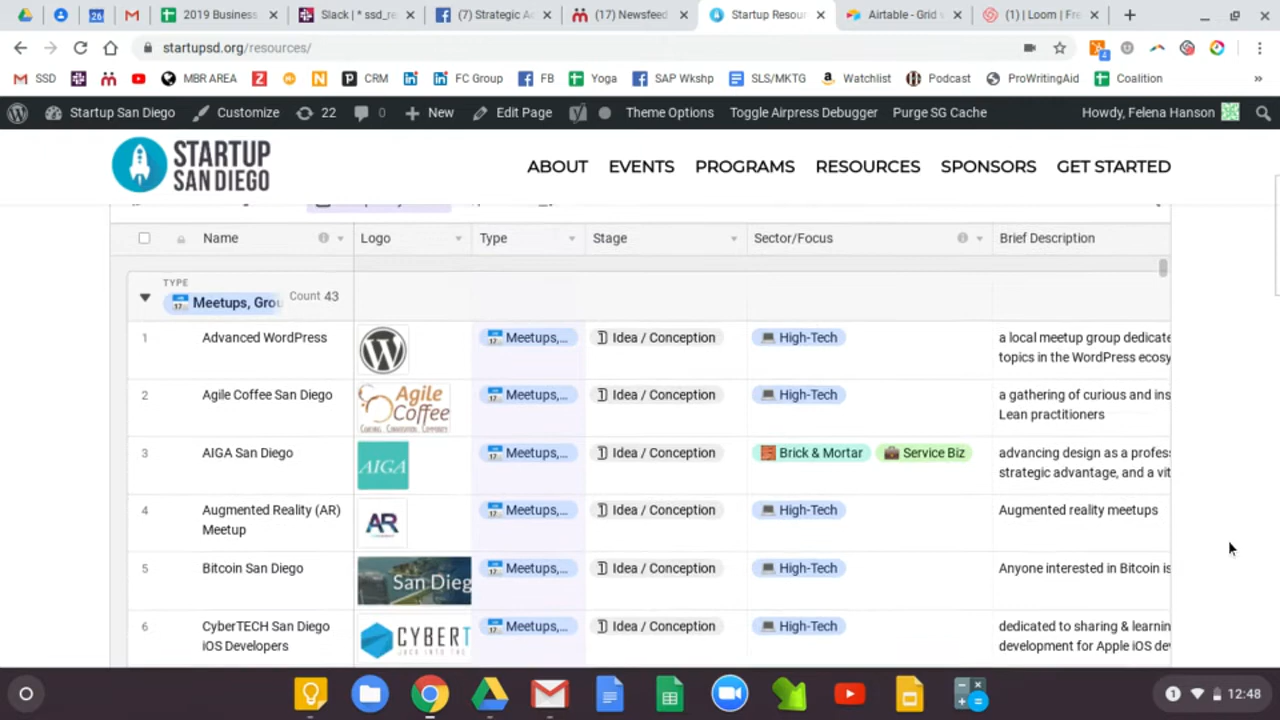 2019 Business
Slack | * ssd_re
(7) Strategic A
(17) Newsfeed
Startup Resour
Airtable - Grid v
(1) | Loom | Fre
startupsd.org/resources/
4
SSD
MBR AREA
CRM
FC Group
FB
Yoga
SAP Wkshp
SLS/MKTG
Watchlist
Podcast
ProWritingAid
Coalition
»
Startup San Diego
Customize
22
0
New
Edit Page
Theme Options
Toggle Airpress Debugger
Purge SG Cache
Howdy, Felena Hanson
STARTUP
SAN DIEGO
ABOUT
EVENTS
PROGRAMS
RESOURCES
SPONSORS
GET STARTED
Name
Logo
Type
Stage
Sector/Focus
Brief Description
TYPE
Meetups, Grou
Count 43
1
Advanced WordPress
Meetups,...
Idea / Conception
High-Tech
a local meetup group dedicate
topics in the WordPress ecosy
2
Agile Coffee San Diego
Agile
Coffee
Meetups,...
Idea / Conception
High-Tech
a gathering of curious and ins
Lean practitioners
3
AIGA San Diego
AIGA
Meetups,...
Idea / Conception
Brick & Mortar
Service Biz
advancing design as a profes
strategic advantage, and a vit
4
Augmented Reality (AR)
Meetup
AR
Meetups,...
Idea / Conception
High-Tech
Augmented reality meetups
5
Bitcoin San Diego
San Dieg
Meetups,...
Idea / Conception
High-Tech
Anyone interested in Bitcoin is
6
CyberTECH San Diego
iOS Developers
CYBERT
Meetups,...
Idea / Conception
High-Tech
dedicated to sharing & learnin
development for Apple iOS de
1
12:48